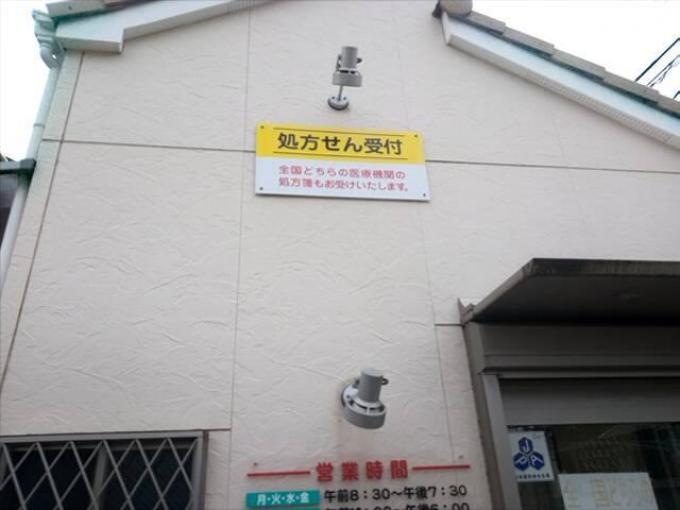 処方せん受付
全国どちらの医療機関の
処方箋もお受けいたします。
営業時間
月・火・水・金 午前8:30～午後7:30
JPA